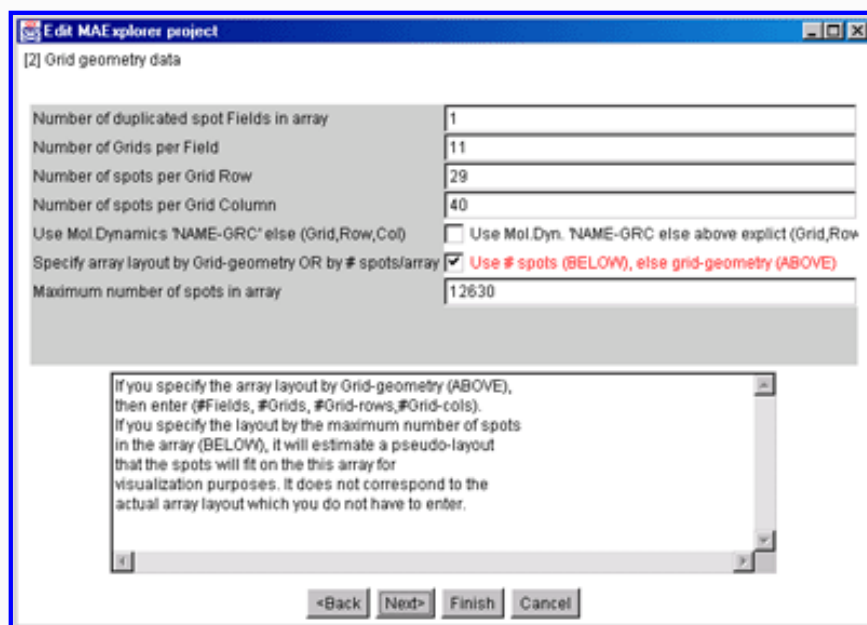 Edit MAExplorer project
[2] Grid geometry data
Number of duplicated spot Fields in array 1
Number of Grids per Field 11
Number of spots per Grid Row 29
Number of spots per Grid Column 40
Use Mol.Dynamics 'NAME-GRC' else (Grid,Row,Col) Use Mol.Dyn. 'NAME-GRC else above explict (Grid,Row
Specify array layout by Grid-geometry OR by # spots/array Use # spots (BELOW), else grid-geometry (ABOVE)
Maximum number of spots in array 12630
If you specify the array layout by Grid-geometry (ABOVE),
then enter (#Fields, #Grids, #Grid-rows,#Grid-cols).
If you specify the layout by the maximum number of spots
in the array (BELOW), it will estimate a pseudo-layout
that the spots will fit on the this array for
visualization purposes. It does not correspond to the
actual array layout which you do not have to enter.
<Back Next> Finish Cancel